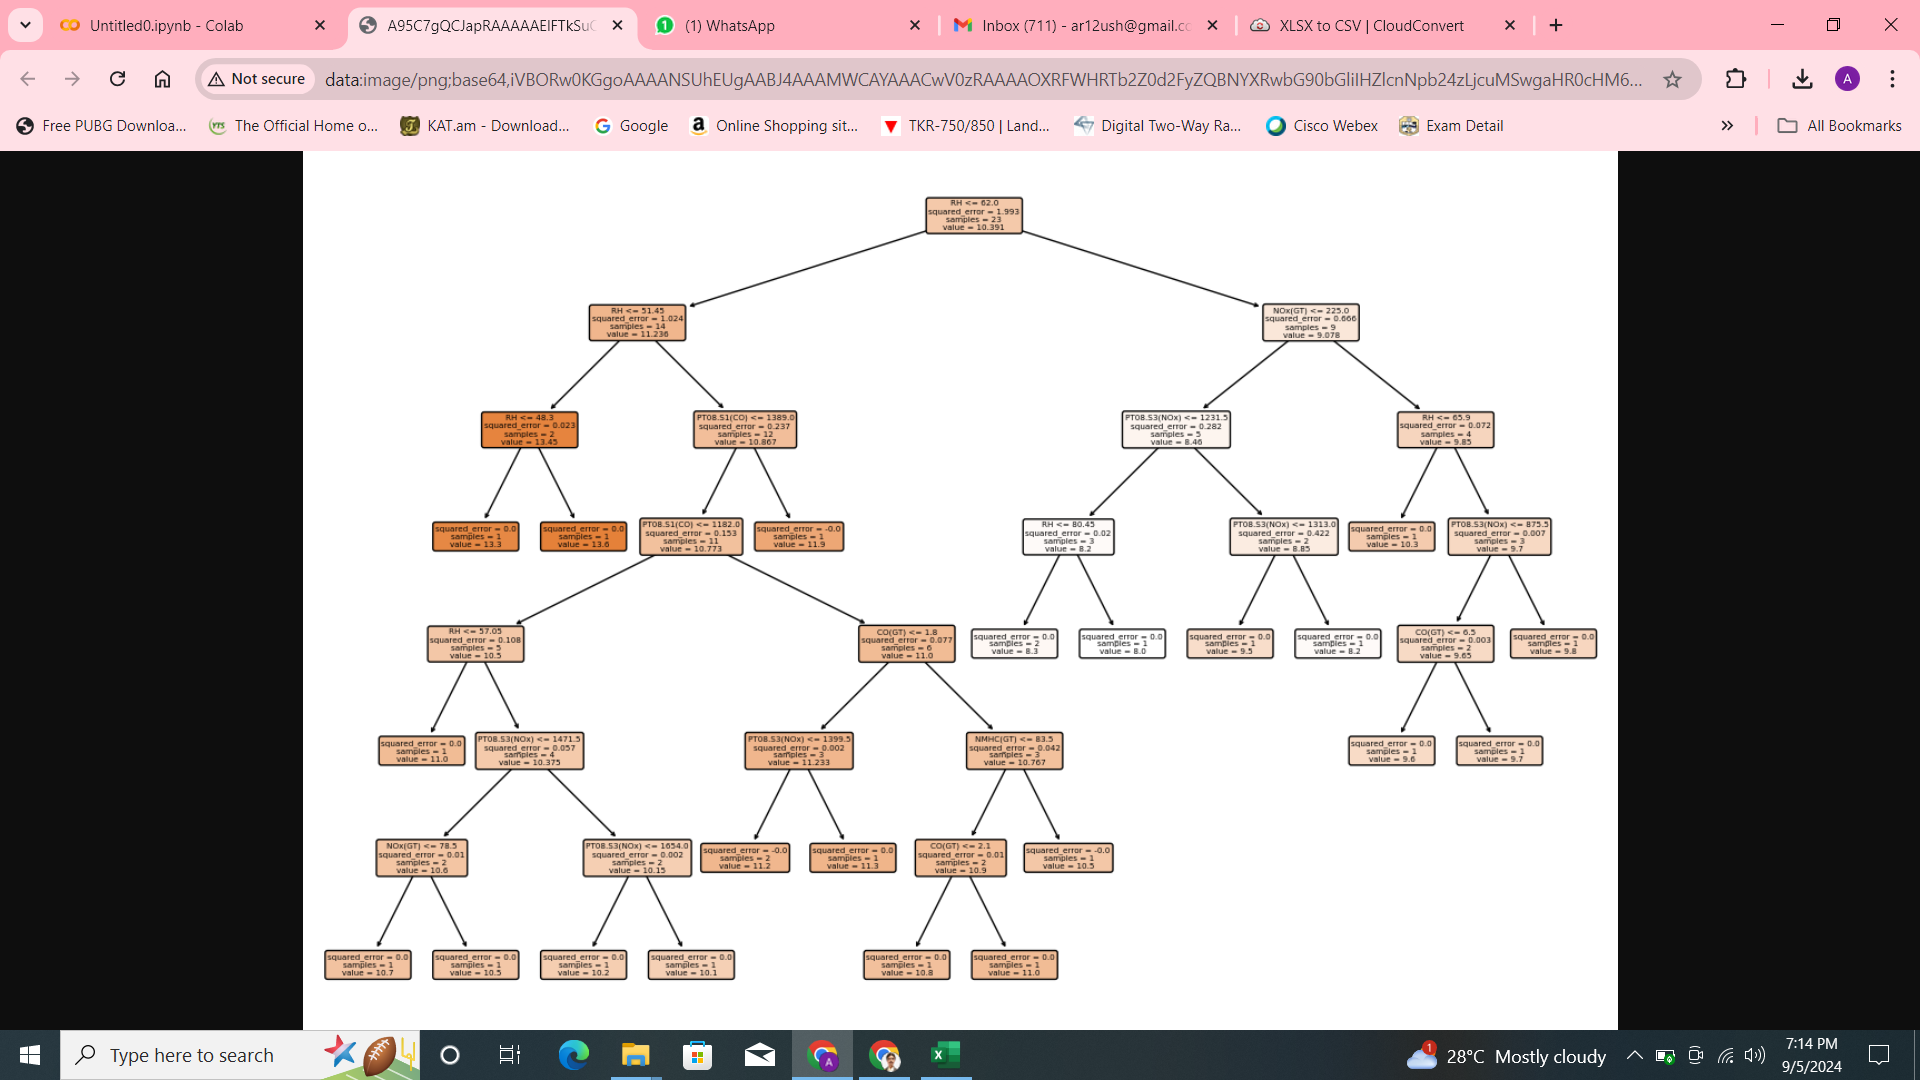 Untitled0.ipynb - Colab
A95C7gQCJapRAAAAAElFTkSuC
(1) WhatsApp
Inbox (711) - ar12ush@gmail.co
XLSX to CSV | CloudConvert
Not secure
data:image/png;base64,iVBORw0KGgoAAAANSUhEUgAABJ4AAAMWCAYAAACwV0zRAAAAOXRFWHRTb2Z0d2FyZQBNYXRwbG90bGliIHZlcnNpb24zLjcuMSwgaHR0cHM6...
A
Free PUBG Downloa...
The Official Home o...
KAT.am - Download...
Google
Online Shopping sit...
TKR-750/850 | Land...
Digital Two-Way Ra...
Cisco Webex
Exam Detail
All Bookmarks
RH <= 62.0
squared_error = 1.993
samples = 23
value = 10.391
RH <= 51.45
squared_error = 1.024
samples = 14
value = 11.236
NOx(GT) <= 225.0
squared_error = 0.666
samples = 9
value = 9.078
RH <= 48.3
squared_error = 0.023
samples = 2
value = 13.45
PT08.S1(CO) <= 1389.0
squared_error = 0.237
samples = 12
value = 10.867
PT08.S3(NOx) <= 1231.5
squared_error = 0.282
samples = 5
value = 8.46
RH <= 65.9
squared_error = 0.072
samples = 4
value = 9.85
squared_error = 0.0
samples = 1
value = 13.3
squared_error = 0.0
samples = 1
value = 13.6
PT08.S1(CO) <= 1182.0
squared_error = 0.153
samples = 11
value = 10.773
squared_error = -0.0
samples = 1
value = 11.9
RH <= 80.45
squared_error = 0.02
samples = 3
value = 8.2
PT08.S3(NOx) <= 1313.0
squared_error = 0.422
samples = 2
value = 8.85
squared_error = 0.0
samples = 1
value = 10.3
PT08.S3(NOx) <= 875.5
squared_error = 0.007
samples = 3
value = 9.7
RH <= 57.05
squared_error = 0.108
samples = 5
value = 10.5
CO(GT) <= 1.8
squared_error = 0.077
samples = 6
value = 11.0
squared_error = 0.0
samples = 2
value = 8.3
squared_error = 0.0
samples = 1
value = 8.0
squared_error = 0.0
samples = 1
value = 9.5
squared_error = 0.0
samples = 1
value = 8.2
CO(GT) <= 6.5
squared_error = 0.003
samples = 2
value = 9.65
squared_error = 0.0
samples = 1
value = 9.8
squared_error = 0.0
samples = 1
value = 11.0
PT08.S3(NOx) <= 1471.5
squared_error = 0.057
samples = 4
value = 10.375
PT08.S3(NOx) <= 1399.5
squared_error = 0.002
samples = 3
value = 11.233
NMHC(GT) <= 83.5
squared_error = 0.042
samples = 3
value = 10.767
squared_error = 0.0
samples = 1
value = 9.6
squared_error = 0.0
samples = 1
value = 9.7
NOx(GT) <= 78.5
squared_error = 0.01
samples = 2
value = 10.6
PT08.S3(NOx) <= 1654.0
squared_error = 0.002
samples = 2
value = 10.15
squared_error = -0.0
samples = 2
value = 11.2
squared_error = 0.0
samples = 1
value = 11.3
CO(GT) <= 2.1
squared_error = 0.01
samples = 2
value = 10.9
squared_error = -0.0
samples = 1
value = 10.5
squared_error = 0.0
samples = 1
value = 10.7
squared_error = 0.0
samples = 1
value = 10.5
squared_error = 0.0
samples = 1
value = 10.2
squared_error = 0.0
samples = 1
value = 10.1
squared_error = 0.0
samples = 1
value = 10.8
squared_error = 0.0
samples = 1
value = 11.0
Type here to search
28°C Mostly cloudy
7:14 PM
9/5/2024